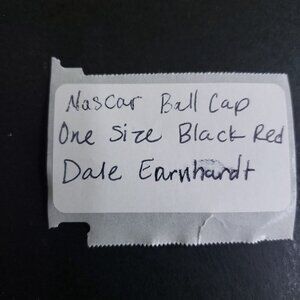 Nascar Ball Cap
One Size Black Red
Dale Earnhardt